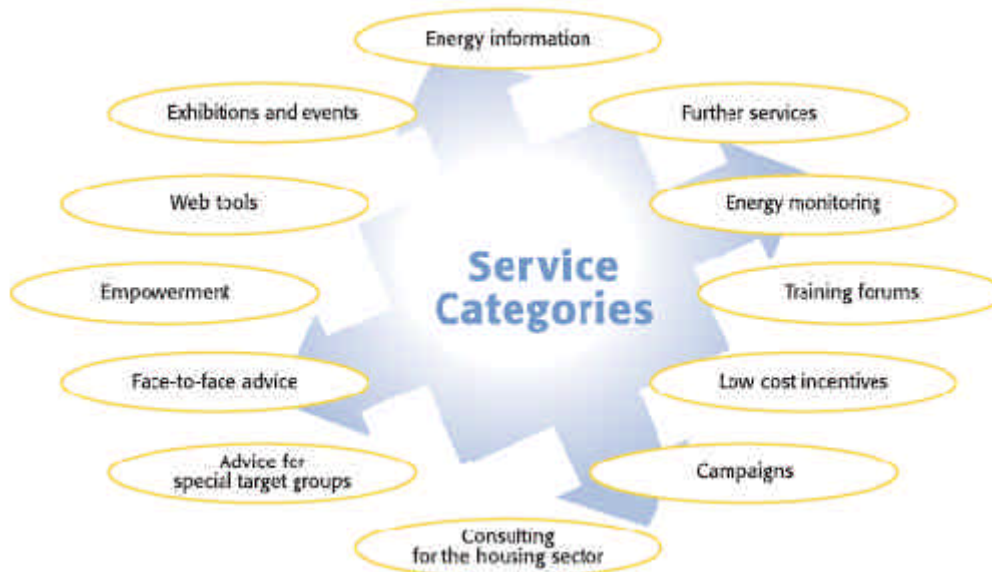 Energy information
Exhibitions and events
Further services
Web tools
Energy monitoring
Service
Categories
Empowerment
Training forums
Face-to-face advice
Low cost incentives
Advice for
special target groups
Campaigns
Consulting
for the housing sector